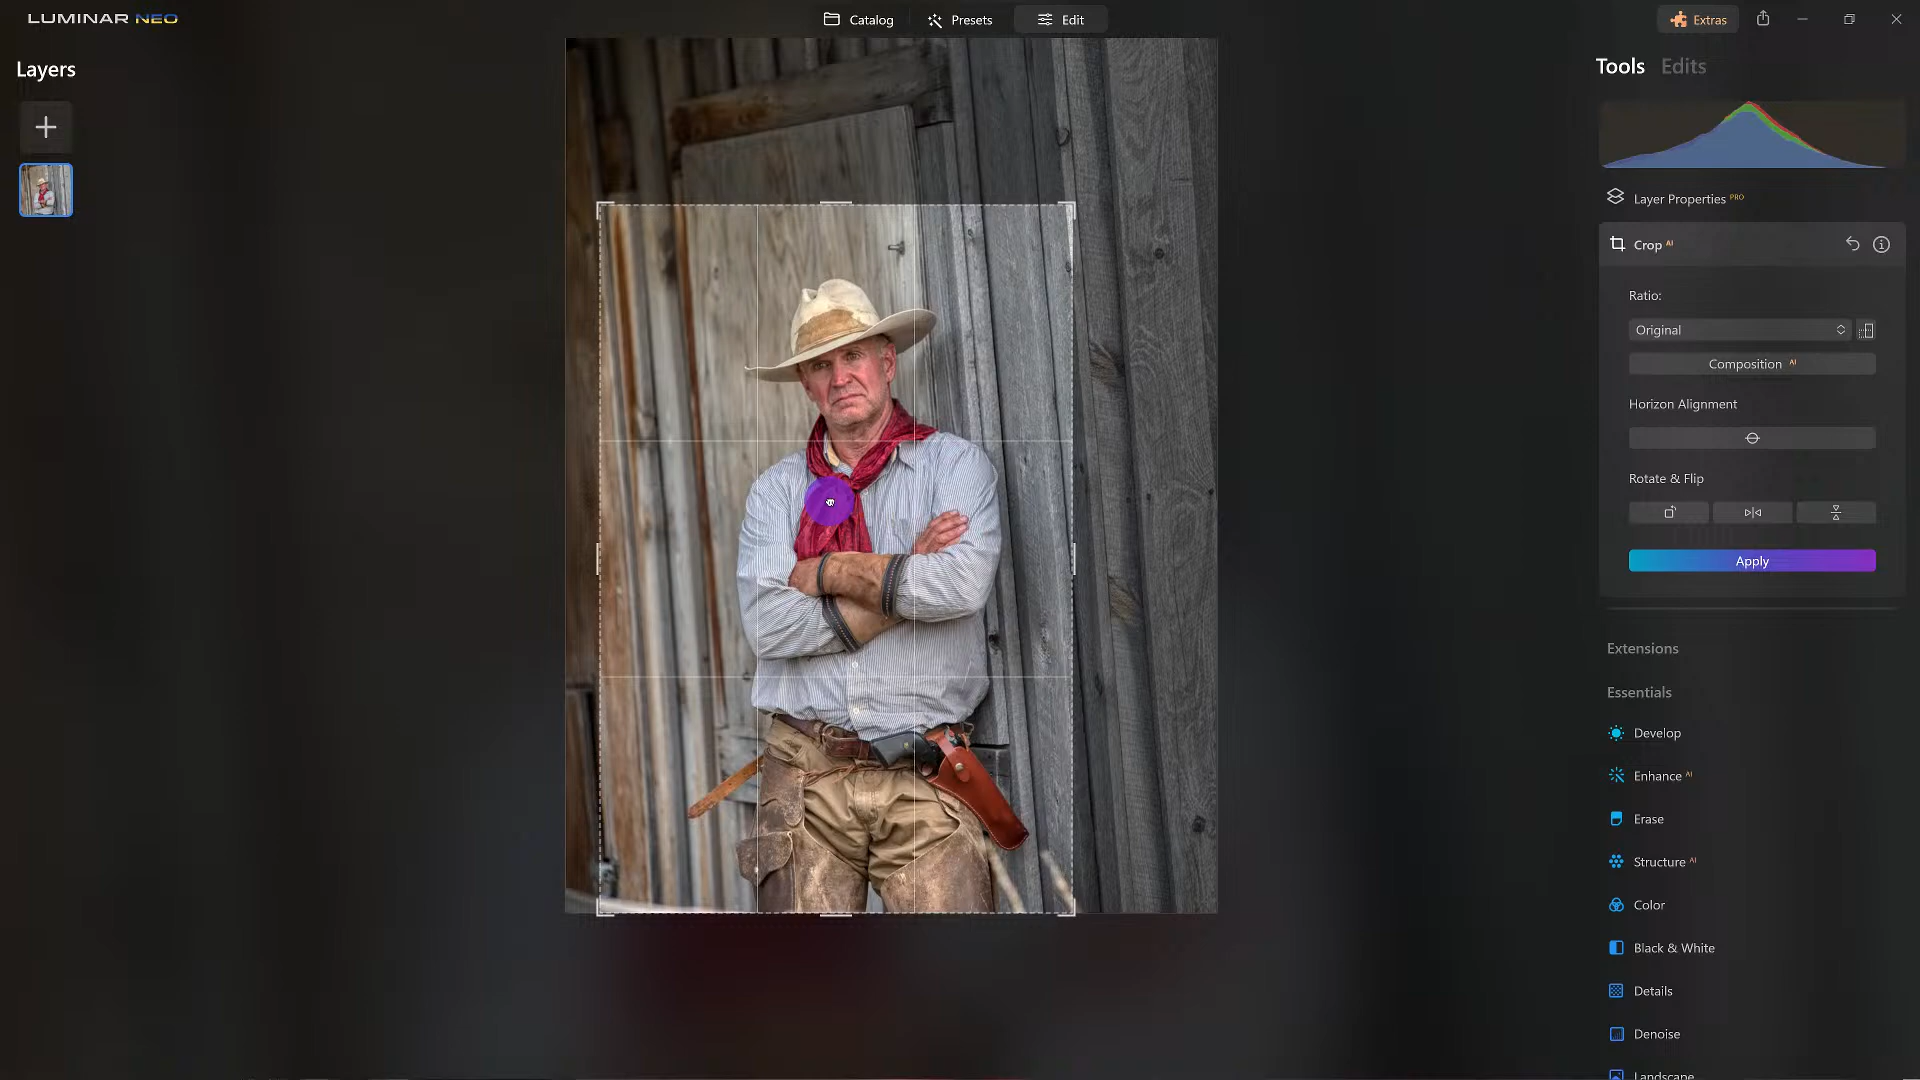 LUMINAR NEO
Catalog
Presets
Edit
Extras
Layers
Tools
Edits
Layer Properties PRO
Crop AI
Ratio:
Original
Composition AI
Horizon Alignment
Rotate & Flip
Apply
Extensions
Essentials
Develop
Enhance AI
Erase
Structure AI
Color
Black & White
Details
Denoise
Landscape